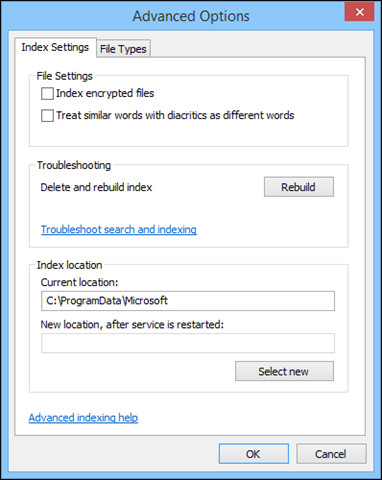 Advanced Options
Index Settings File Types
File Settings
Index encrypted files
Treat similar words with diacritics as different words
Troubleshooting
Delete and rebuild index Rebuild
Troubleshoot search and indexing
Index location
Current location:
C:\ProgramData\Microsoft
New location, after service is restarted:
Select new
Advanced indexing help
OK Cancel